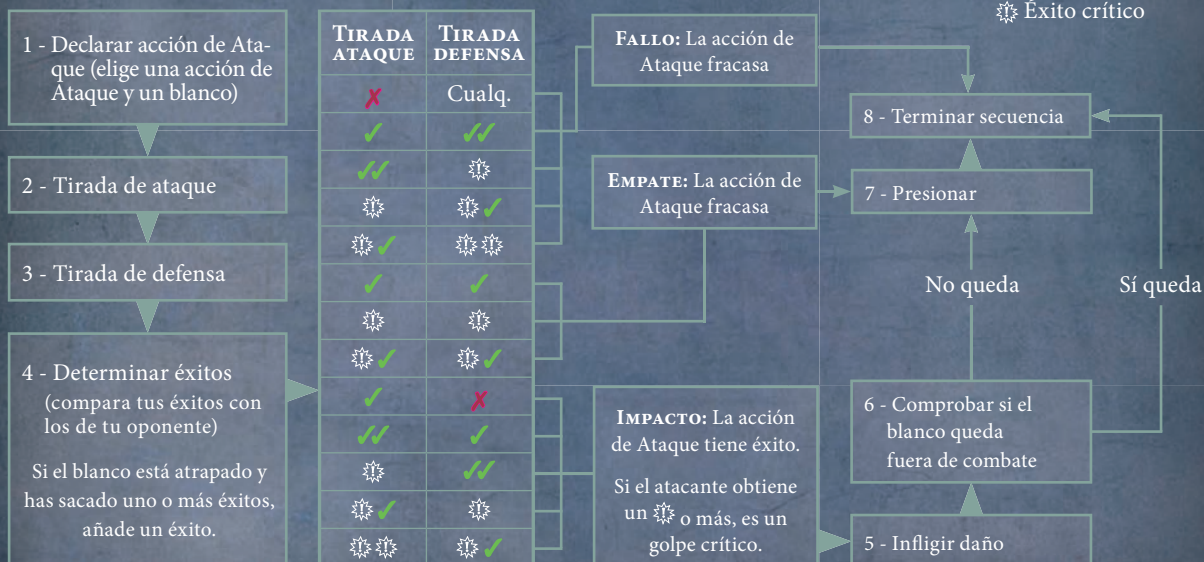 Éxito crítico
1 - Declarar acción de Ata-
que (elige una acción de
Ataque y un blanco)
2 - Tirada de ataque
3 - Tirada de defensa
4 - Determinar éxitos
(compara tus éxitos con
los de tu oponente)
Si el blanco está atrapado y
has sacado uno o más éxitos,
añade un éxito.
TIRADA ATAQUE
TIRADA DEFENSA
✗ Cualq.
✓ ✓✓
✓✓
✓
✓
✓ ✓
✓ ✓
✓ ✗
✓✓ ✓
✓✓
✓
✓
FALLO: La acción de
Ataque fracasa
EMPATE: La acción de
Ataque fracasa
IMPACTO: La acción
de Ataque tiene éxito.
Si el atacante obtiene
un o más, es un
golpe crítico.
8 - Terminar secuencia
7 - Presionar
No queda
Sí queda
6 - Comprobar si el
blanco queda
fuera de combate
5 - Infligir daño